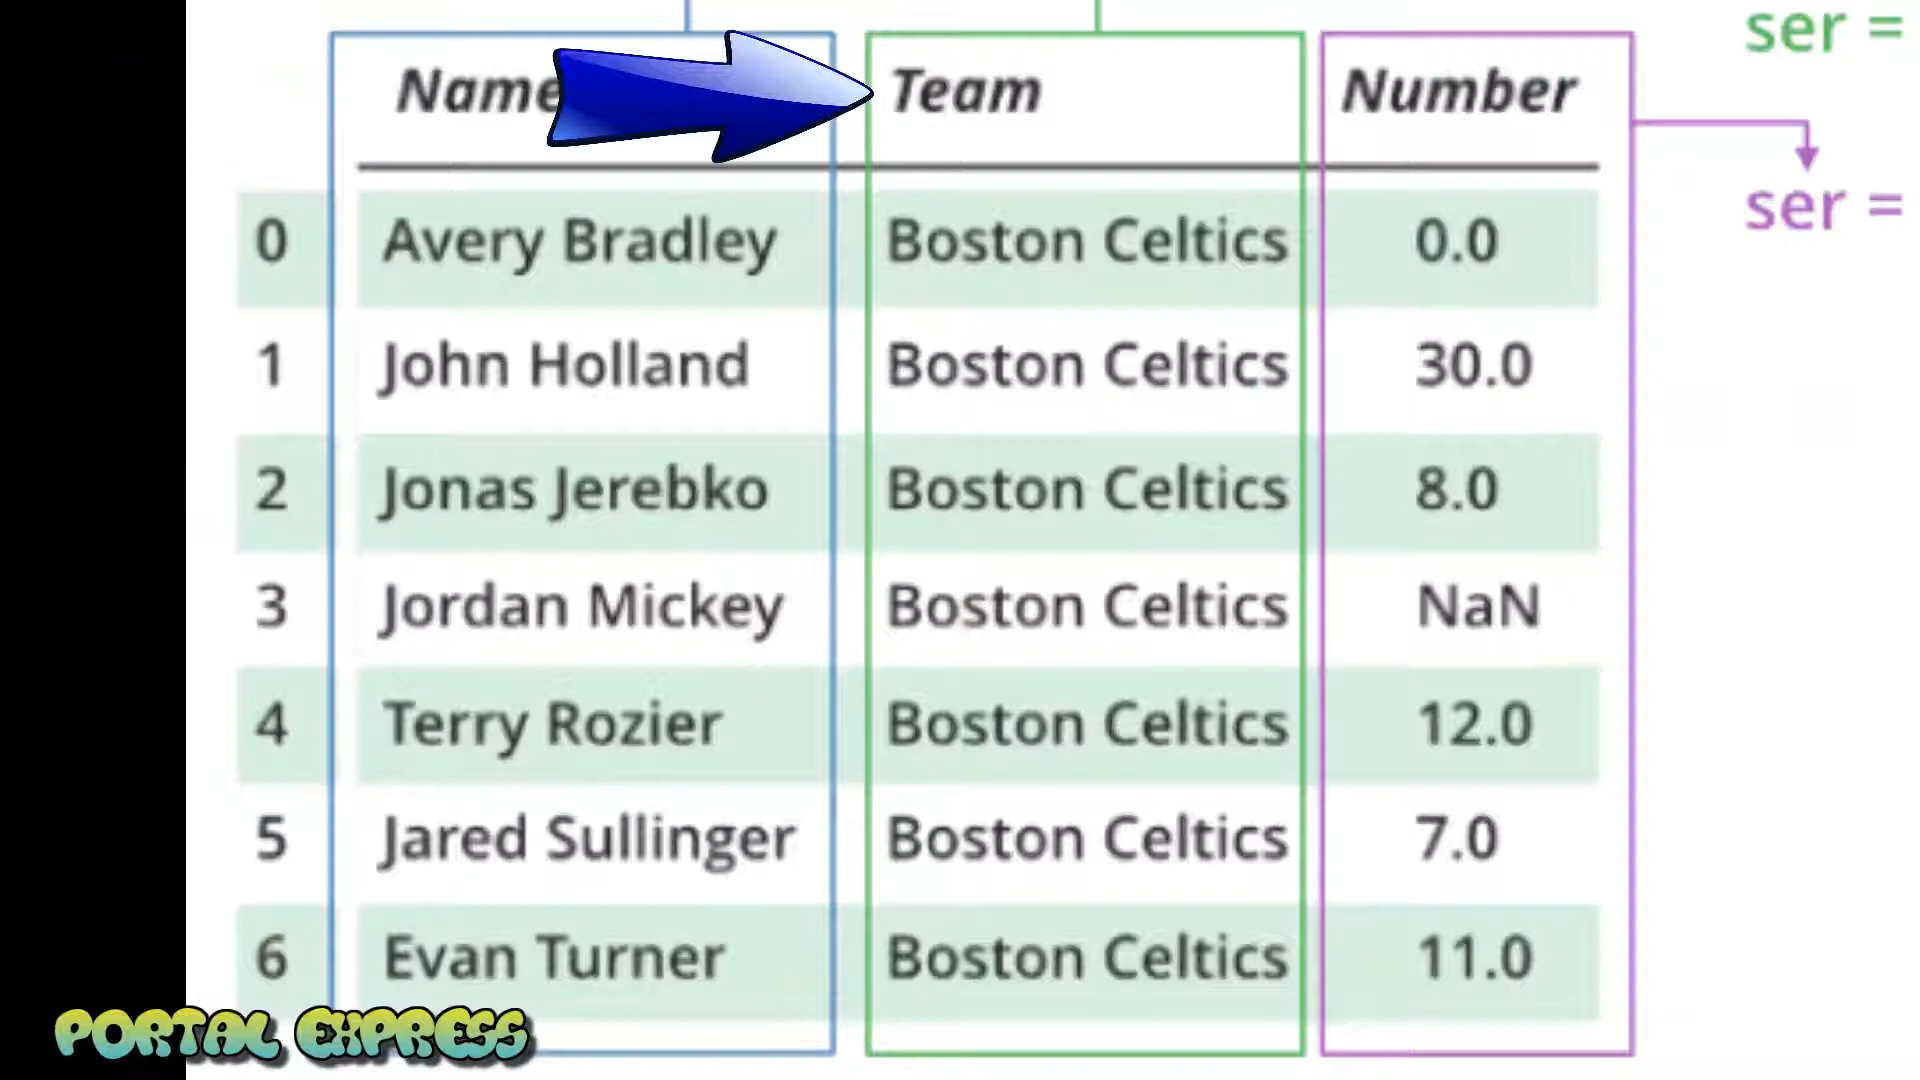 ser =
Name Team Number
ser =
0 Avery Bradley Boston Celtics 0.0
1 John Holland Boston Celtics 30.0
2 Jonas Jerebko Boston Celtics 8.0
3 Jordan Mickey Boston Celtics NaN
4 Terry Rozier Boston Celtics 12.0
5 Jared Sullinger Boston Celtics 7.0
6 Evan Turner Boston Celtics 11.0
PORTAL EXPRESS